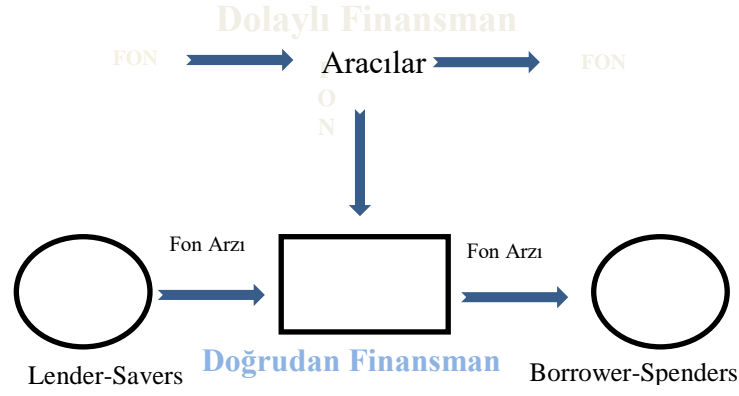 Dolaylı Finansman
FON
Aracılar
FON
F
O
N
Fon Arzı
Fon Arzı
Doğrudan Finansman
Lender-Savers
Borrower-Spenders